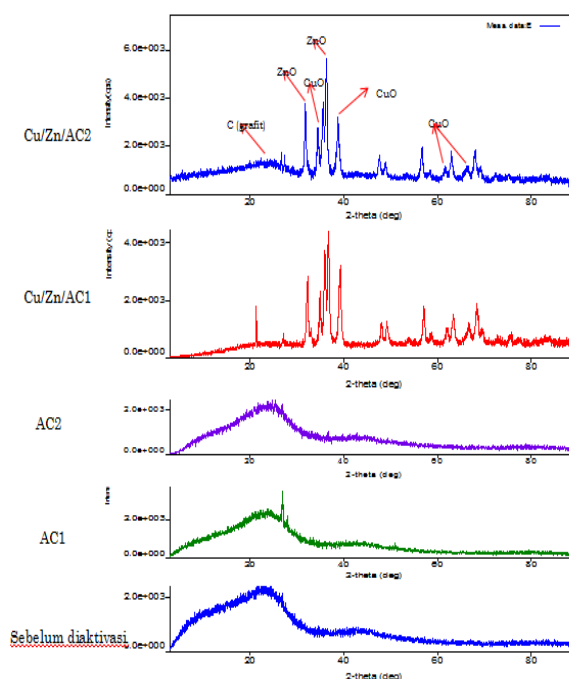 Meas. data:E
ZnO
ZnO
CuO
CuO
CuO
C (grafit)
Cu/Zn/AC2
Intensity (cps)
6.0e+003
4.0e+003
2.0e+003
0.0e+000
20 40 60 80
2-theta (deg)
Cu/Zn/AC1
4.0e+003
2.0e+003
0.0e+000
20 40 60 80
2-theta (deg)
AC2
2.0e+003
0.0e+000
20 40 60 80
2-theta (deg)
AC1
2.0e+003
0.0e+000
20 40 60 80
2-theta (deg)
Sebelum diaktivasi
2.0e+003
0.0e+000
20 40 60 80
2-theta (deg)